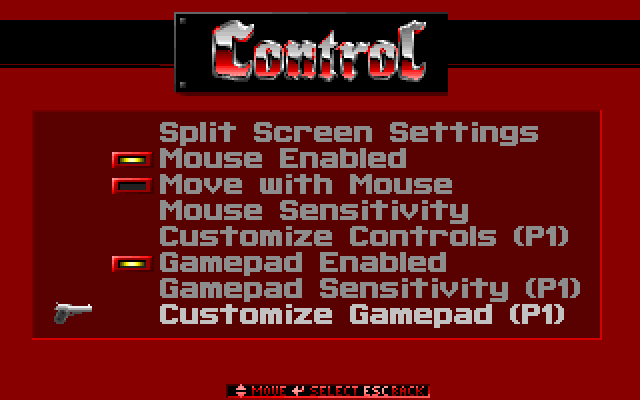 Control
Split Screen Settings
Mouse Enabled
Move with Mouse
Mouse Sensitivity
Customize Controls (P1)
Gamepad Enabled
Gamepad Sensitivity (P1)
Customize Gamepad (P1)
MOVE SELECT ESC BACK